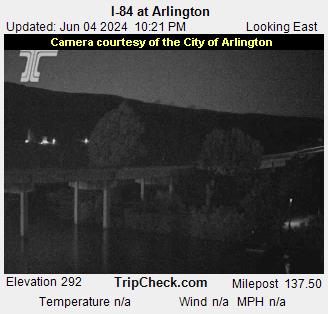 I-84 at Arlington
Updated: Jun 04 2024 10:21 PM Looking East
Camera courtesy of the City of Arlington
Elevation 292 TripCheck.com Milepost 137.50
Temperature n/a Wind n/a MPH n/a